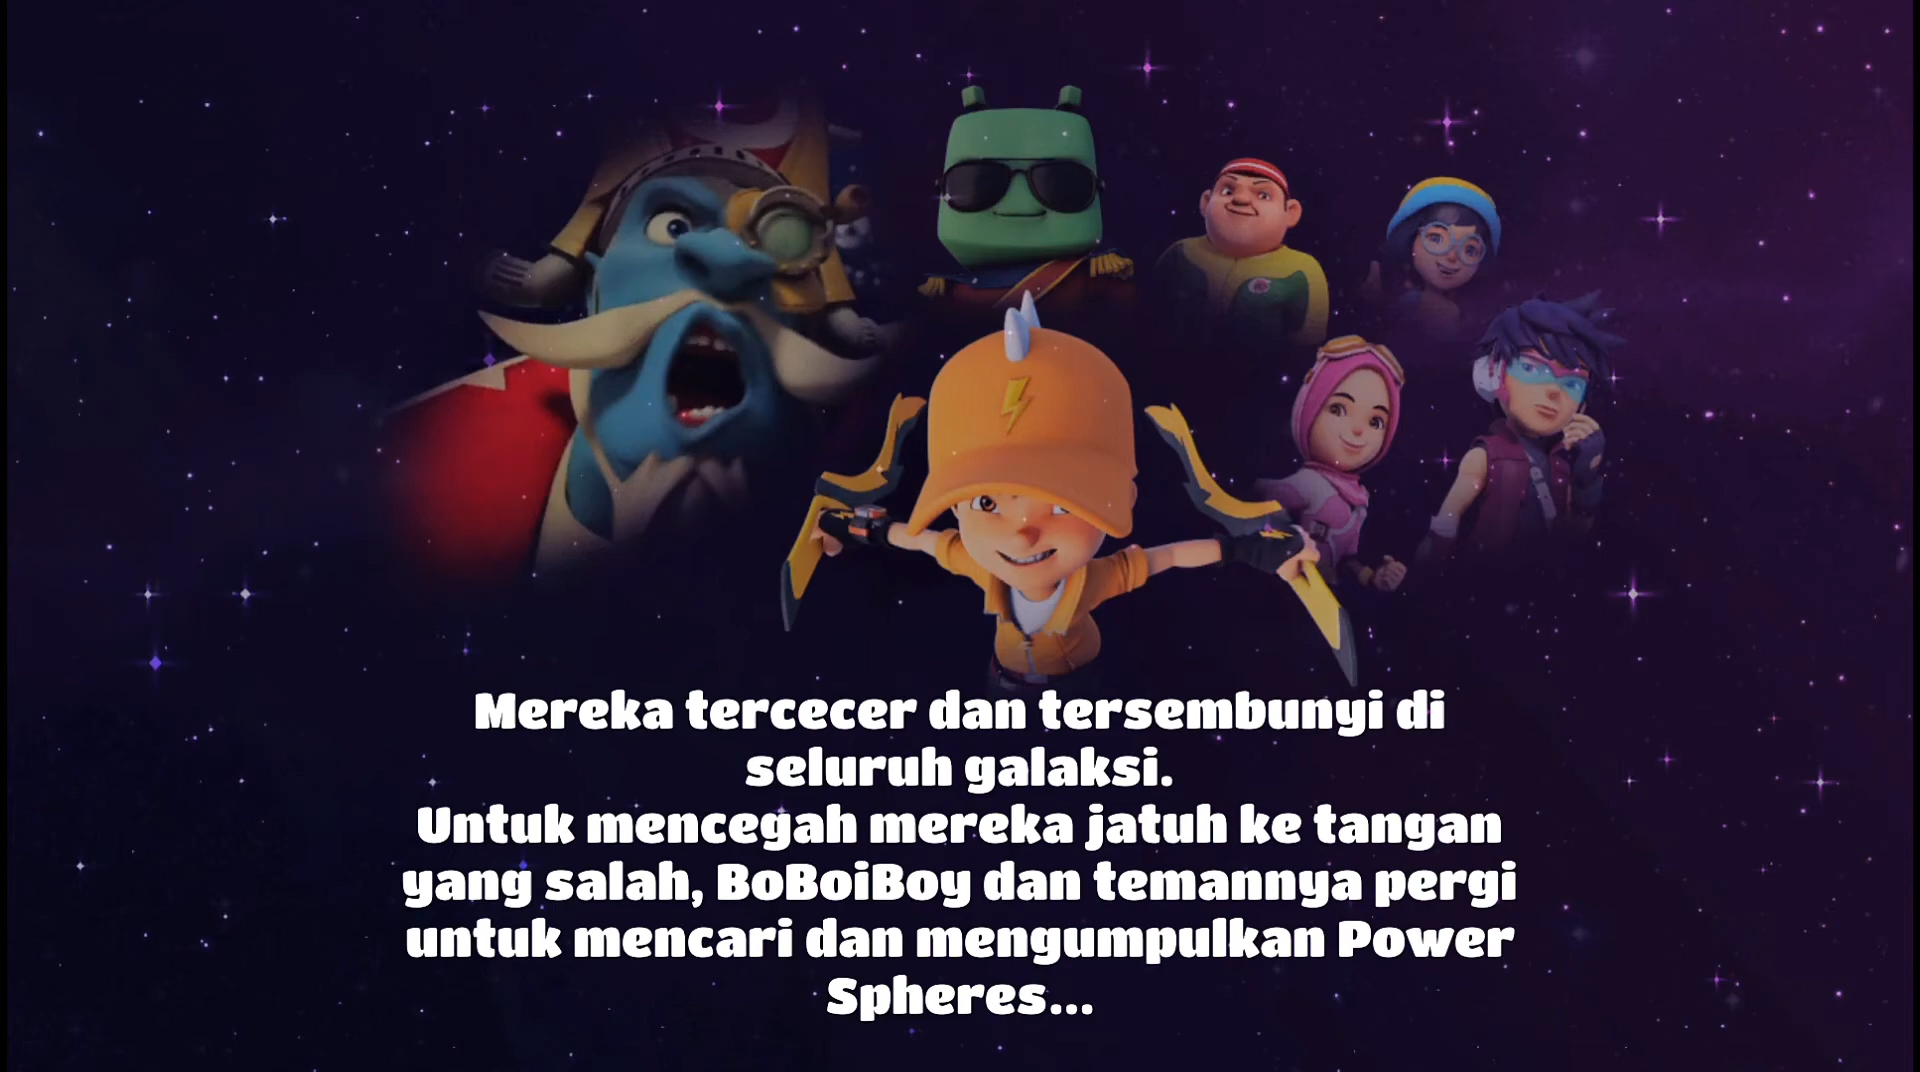 Mereka tercecer dan tersembunyi di
seluruh galaksi.
Untuk mencegah mereka jatuh ke tangan
yang salah, BoBoiBoy dan temannya pergi
untuk mencari dan mengumpulkan Power
Spheres...